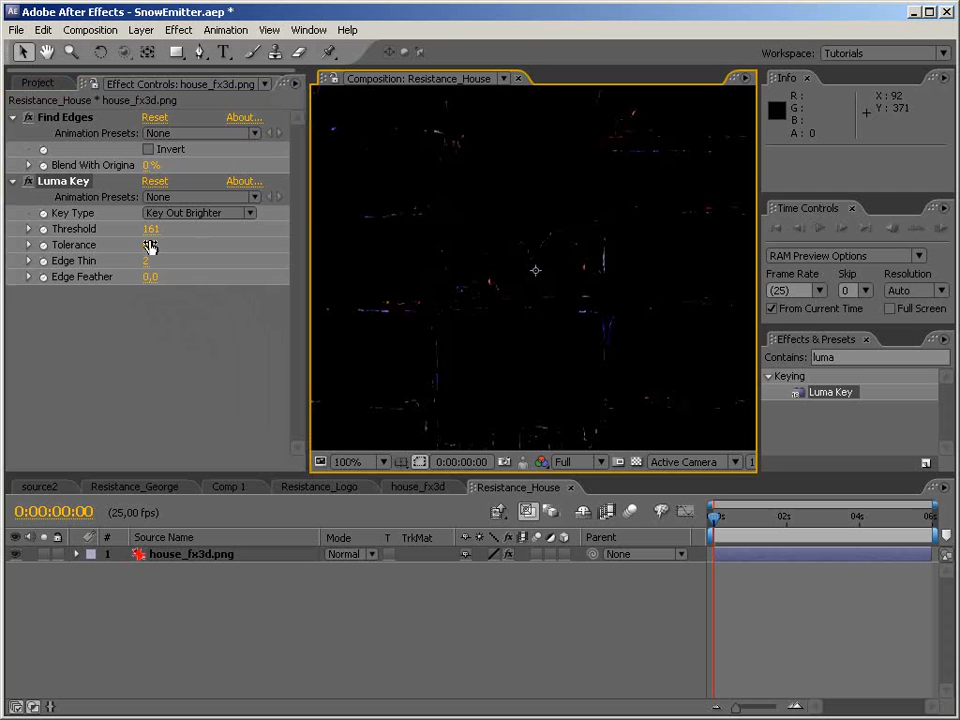 Adobe After Effects - SnowEmitter.aep *
File Edit Composition Layer Effect Animation View Window Help
Workspace: Tutorials
Project Effect Controls: house_fx3d.png
Resistance_House * house_fx3d.png
Find Edges Reset About...
Animation Presets: None
Invert
Blend With Origina 0 %
Luma Key Reset About...
Animation Presets: None
Key Type Key Out Brighter
Threshold 161
Tolerance
Edge Thin 2
Edge Feather 0,0
Composition: Resistance_House
100% 0:00:00:00 Full Active Camera 1
Info
R: X: 92
G: Y: 371
B:
A: 0
Time Controls
RAM Preview Options
Frame Rate Skip Resolution
(25) 0 Auto
From Current Time Full Screen
Effects & Presets
Contains: luma
Keying
Luma Key
source2 Resistance_George Comp 1 Resistance_Logo house_fx3d Resistance_House
0:00:00:00 (25,00 fps)
0s 02s 04s 06s
# Source Name Mode T TrkMat Parent
1 house_fx3d.png Normal None